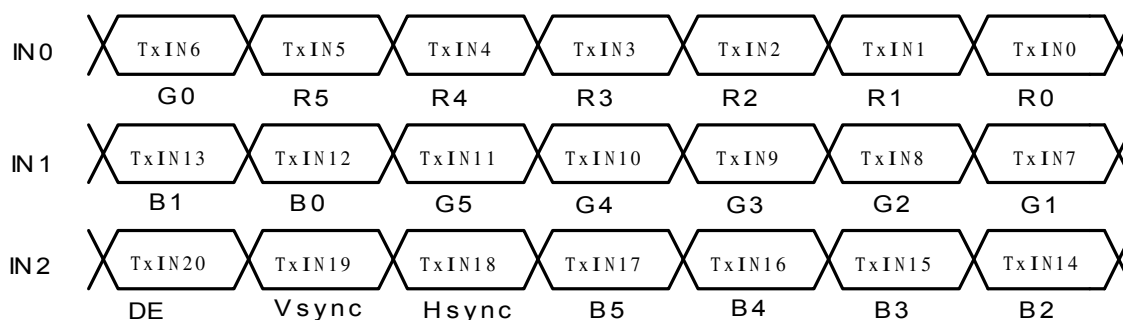 IN0 TxIN6 TxIN5 TxIN4 TxIN3 TxIN2 TxIN1 TxIN0
G0 R5 R4 R3 R2 R1 R0
IN1 TxIN13 TxIN12 TxIN11 TxIN10 TxIN9 TxIN8 TxIN7
B1 B0 G5 G4 G3 G2 G1
IN2 TxIN20 TxIN19 TxIN18 TxIN17 TxIN16 TxIN15 TxIN14
DE Vsync Hsync B5 B4 B3 B2